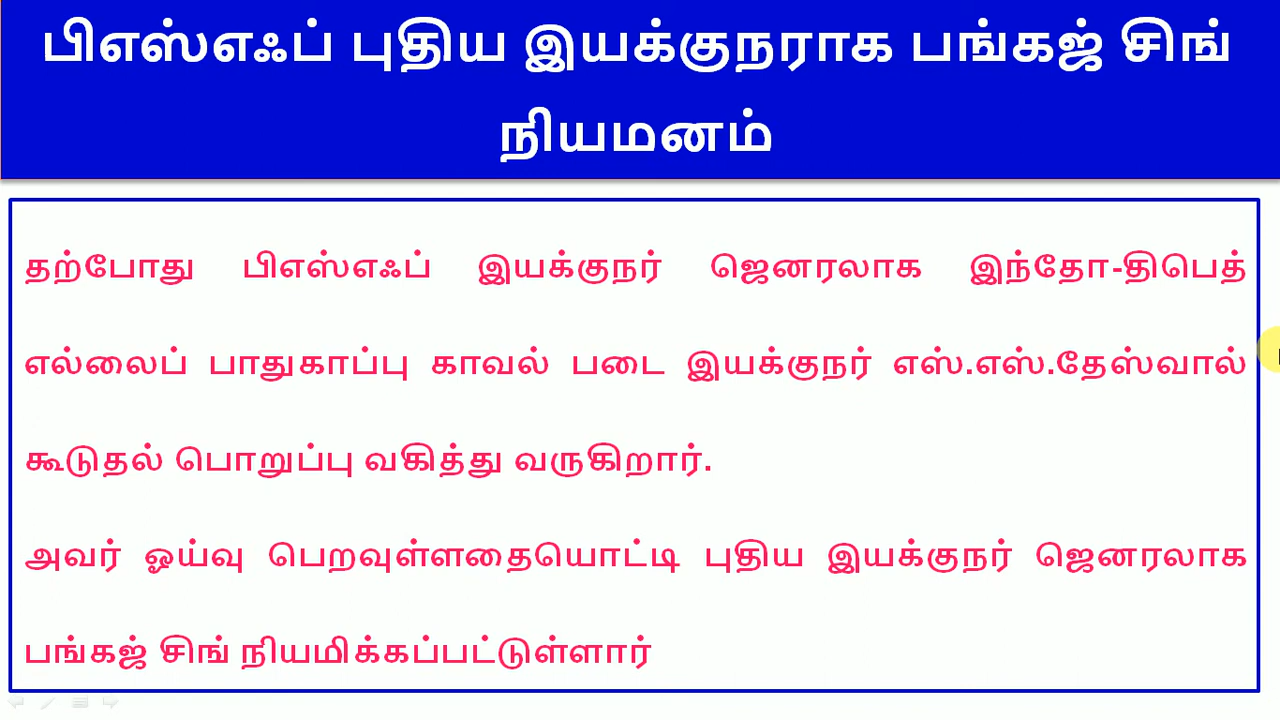 பிஎஸ்எஃப் புதிய இயக்குநராக பங்கஜ் சிங்
நியமனம்
தற்போது பிஎஸ்எஃப் இயக்குநர் ஜெனரலாக இந்தோ-திபெத்
எல்லைப் பாதுகாப்பு காவல் படை இயக்குநர் எஸ்.எஸ்.தேஸ்வால்
கூடுதல் பொறுப்பு வகித்து வருகிறார்.
அவர் ஓய்வு பெறவுள்ளதையொட்டி புதிய இயக்குநர் ஜெனரலாக
பங்கஜ் சிங் நியமிக்கப்பட்டுள்ளார்